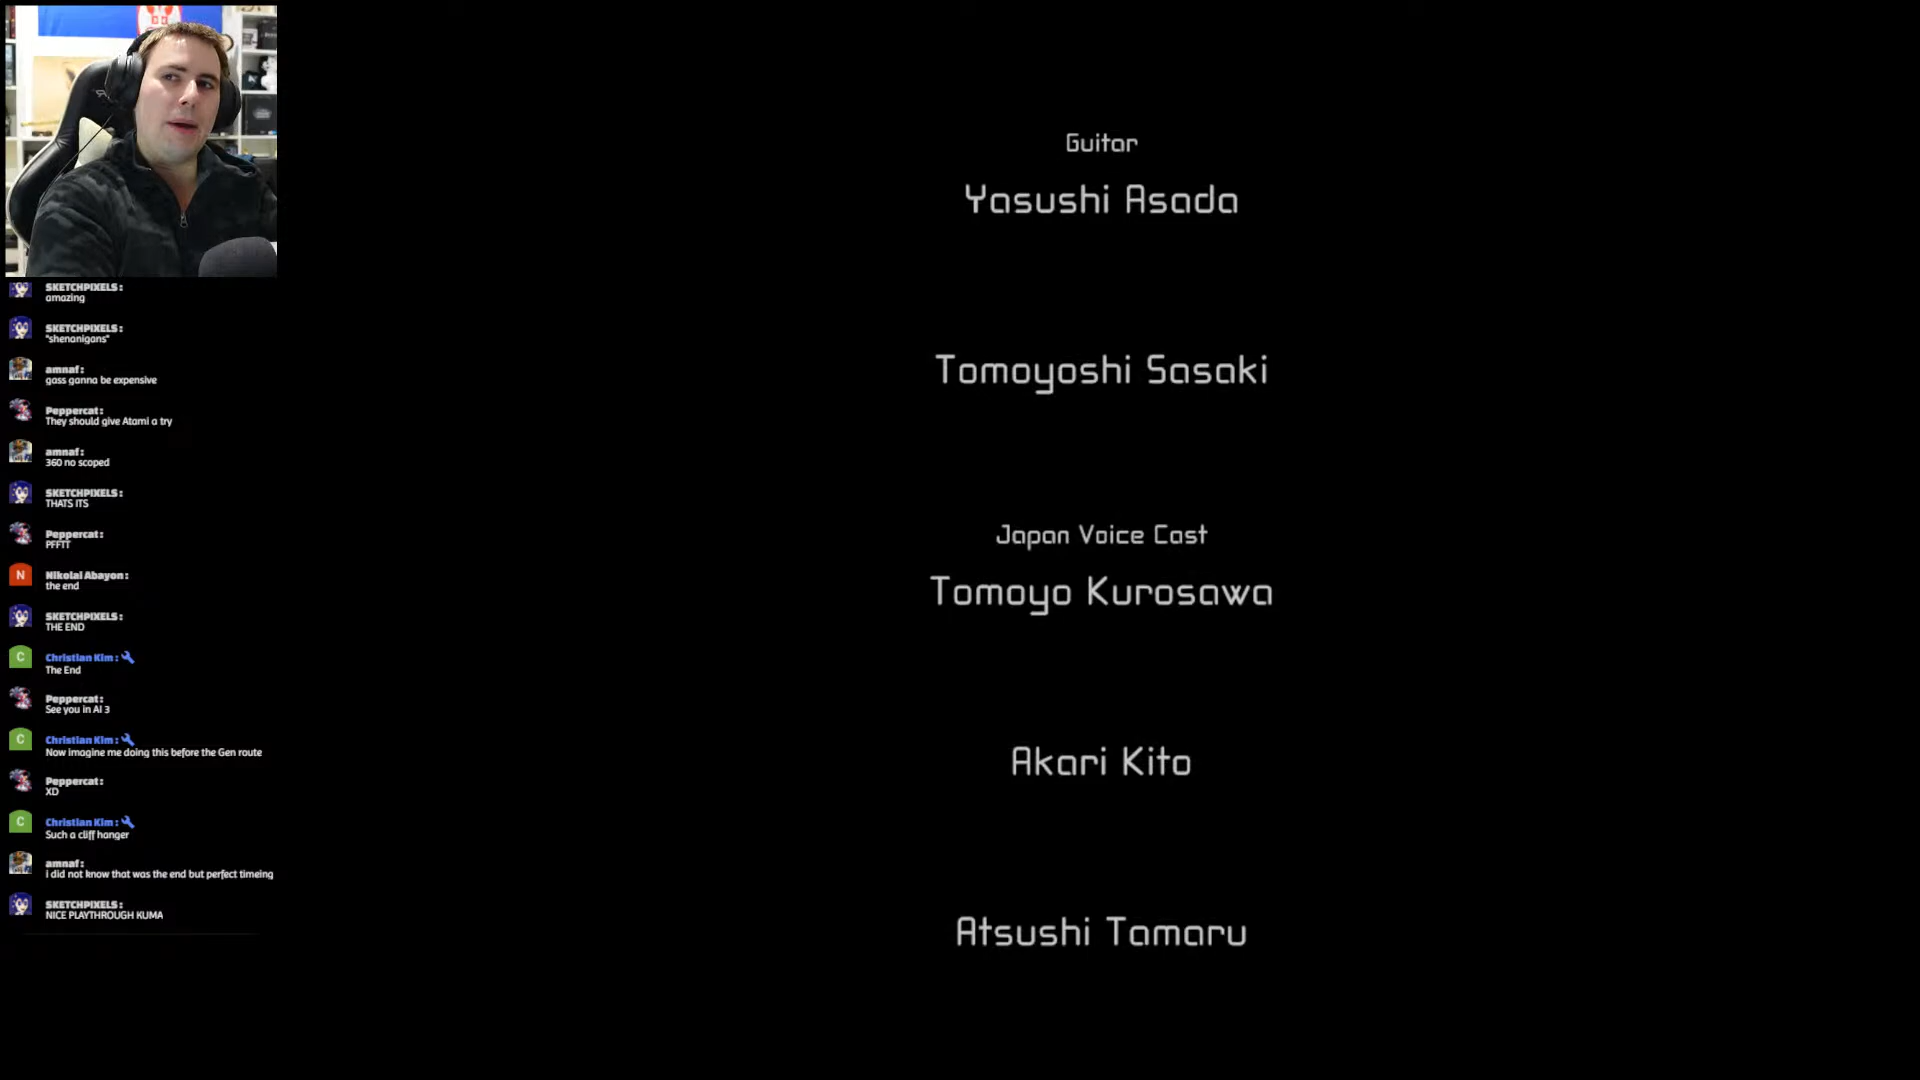 SKETCHPIXELS :
amazing
SKETCHPIXELS :
"shenanigans"
amnaf :
gass ganna be expensive
Peppercat :
They should give Atami a try
amnaf :
360 no scoped
SKETCHPIXELS :
THATS ITS
Peppercat :
PFFTT
N
Nikolai Abayon :
the end
SKETCHPIXELS :
THE END
C
Christian Kim :
The End
Peppercat :
See you in AI 3
C
Christian Kim :
Now imagine me doing this before the Gen route
Peppercat :
XD
C
Christian Kim :
Such a cliff hanger
amnaf :
i did not know that was the end but perfect timeing
SKETCHPIXELS :
NICE PLAYTHROUGH KUMA
Guitar
Yasushi Asada
Tomoyoshi Sasaki
Japan Voice Cast
Tomoyo Kurosawa
Akari Kito
Atsushi Tamaru